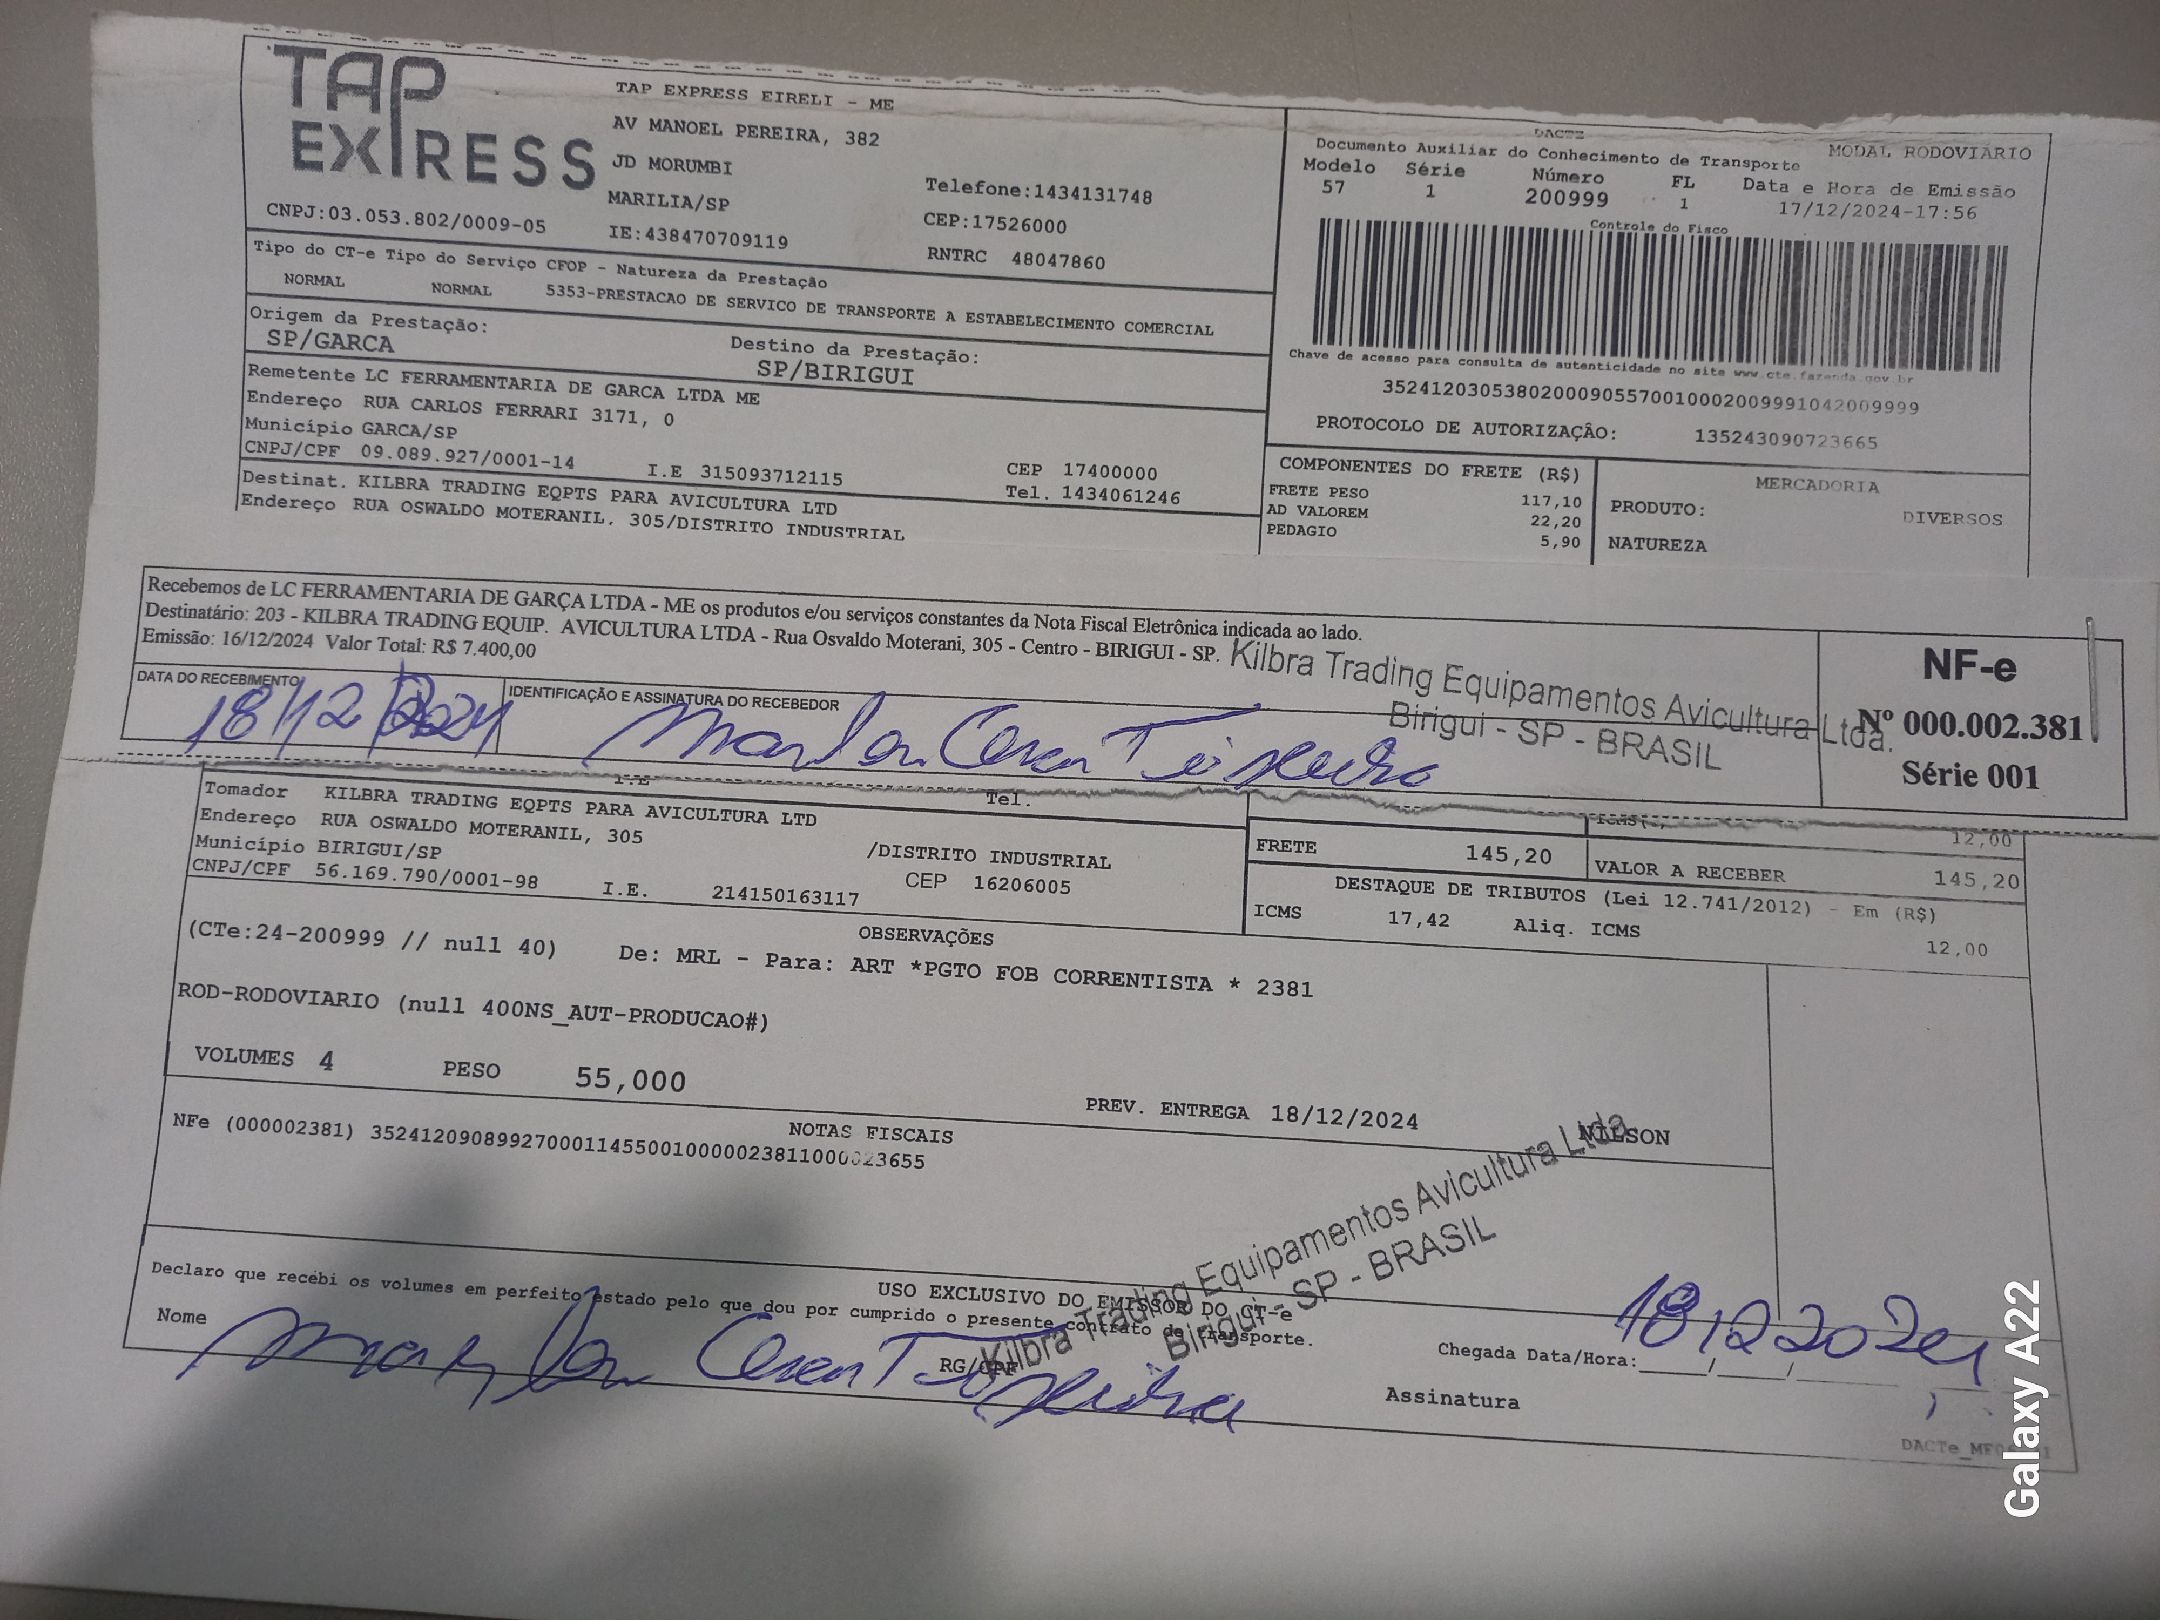 TAP EXPRESS
TAP EXPRESS EIRELI - ME
AV MANOEL PEREIRA, 382
JD MORUMBI
MARILIA/SP
Telefone:1434131748
CEP:17526000
CNPJ:03.053.802/0009-05
IE:438470709119
RNTRC 48047860
DACTE
Documento Auxiliar do Conhecimento de Transporte
MODAL RODOVIÁRIO
Modelo Série Número FL Data e Hora de Emissão
57 1 200999 1 17/12/2024-17:56
Controle do Fisco
Chave de acesso para consulta de autenticidade no site www.cte.fazenda.gov.br
35241203053802000905570010002009991042009999
PROTOCOLO DE AUTORIZAÇÃO: 135243090723665
Tipo do CT-e Tipo do Serviço CFOP - Natureza da Prestação
NORMAL NORMAL 5353-PRESTACAO DE SERVICO DE TRANSPORTE A ESTABELECIMENTO COMERCIAL
Origem da Prestação:
SP/GARCA
Destino da Prestação:
SP/BIRIGUI
Remetente LC FERRAMENTARIA DE GARCA LTDA ME
Endereço RUA CARLOS FERRARI 3171, 0
Município GARCA/SP
CEP 17400000
CNPJ/CPF 09.089.927/0001-14 I.E 315093712115 Tel. 1434061246
Destinat. KILBRA TRADING EQPTS PARA AVICULTURA LTD
Endereço RUA OSWALDO MOTERANIL, 305/DISTRITO INDUSTRIAL
COMPONENTES DO FRETE (R$)
FRETE PESO 117,10
AD VALOREM 22,20
PEDAGIO 5,90
MERCADORIA
PRODUTO: DIVERSOS
NATUREZA
Recebemos de LC FERRAMENTARIA DE GARÇA LTDA - ME os produtos e/ou serviços constantes da Nota Fiscal Eletrônica indicada ao lado.
Destinatário: 203 - KILBRA TRADING EQUIP. AVICULTURA LTDA - Rua Osvaldo Moterani, 305 - Centro - BIRIGUI - SP.
Emissão: 16/12/2024 Valor Total: R$ 7.400,00
Kilbra Trading Equipamentos Avicultura Ltda.
Birigui - SP - BRASIL
NF-e
Nº 000.002.381
Série 001
DATA DO RECEBIMENTO
18/12/2024
IDENTIFICAÇÃO E ASSINATURA DO RECEBEDOR
I.E Tel.
Tomador KILBRA TRADING EQPTS PARA AVICULTURA LTD
Endereço RUA OSWALDO MOTERANIL, 305 /DISTRITO INDUSTRIAL
Município BIRIGUI/SP CEP 16206005
CNPJ/CPF 56.169.790/0001-98 I.E. 214150163117
12,00
FRETE 145,20
VALOR A RECEBER 145,20
DESTAQUE DE TRIBUTOS (Lei 12.741/2012) - Em (R$)
ICMS 17,42 Aliq. ICMS 12,00
OBSERVAÇÕES
(CTe:24-200999 // null 40) De: MRL - Para: ART *PGTO FOB CORRENTISTA * 2381
ROD-RODOVIARIO (null 400NS_AUT-PRODUCAO#)
VOLUMES 4 PESO 55,000
PREV. ENTREGA 18/12/2024
NILSON
NOTAS FISCAIS
NFe (000002381) 35241209089927000114550010000023811000023655
Kilbra Trading Equipamentos Avicultura Ltda.
Birigui - SP - BRASIL
USO EXCLUSIVO DO EMISSOR DO CT-e
Declaro que recebi os volumes em perfeito estado pelo que dou por cumprido o presente contrato de transporte.
Nome
RG/CPF
Chegada Data/Hora:
18 12 2024
Assinatura
Galaxy A22